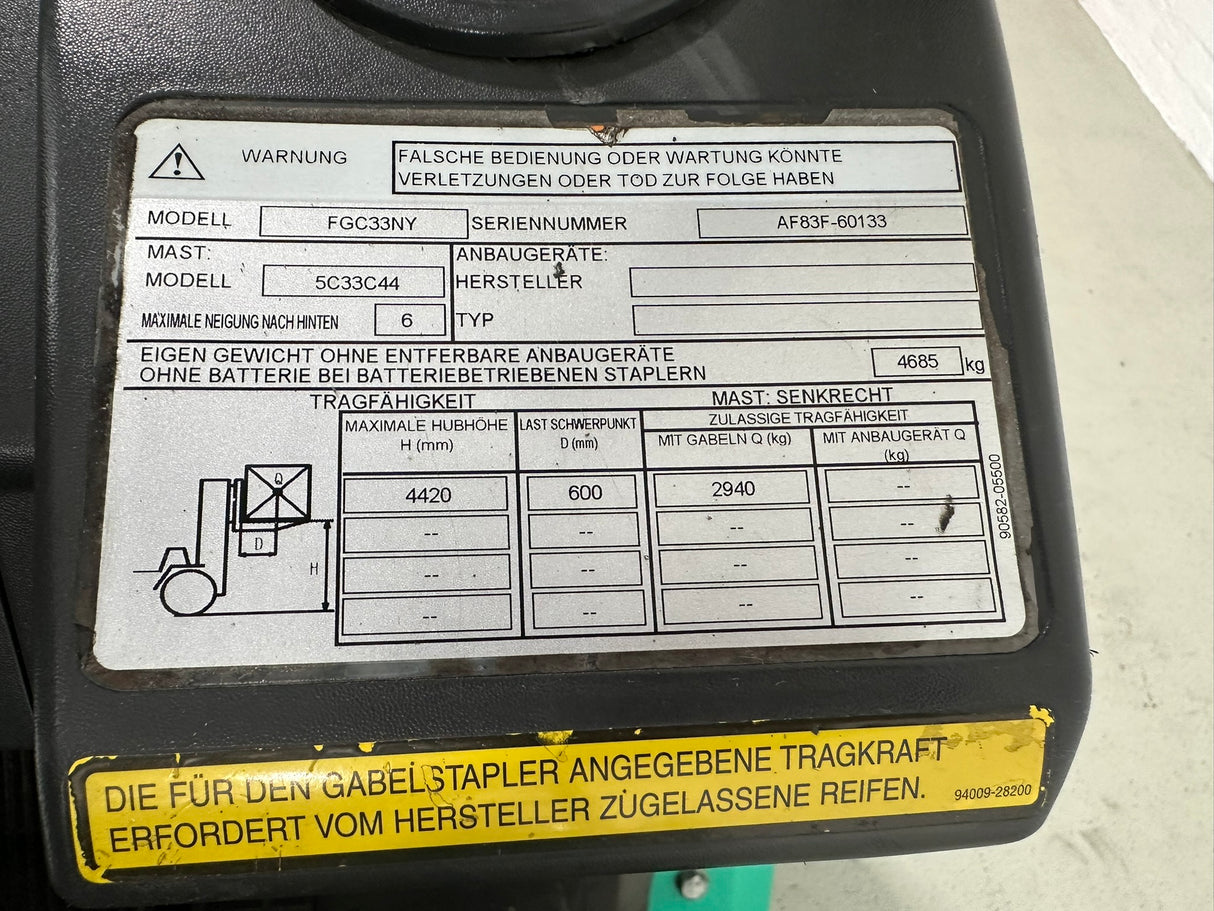 WARNUNG
FALSCHE BEDIENUNG ODER WARTUNG KÖNNTE
VERLETZUNGEN ODER TOD ZUR FOLGE HABEN
MODELL FGC33NY SERIENNUMMER AF83F-60133
MAST: ANBAUGERÄTE:
MODELL 5C33C44 HERSTELLER
MAXIMALE NEIGUNG NACH HINTEN 6 TYP
EIGEN GEWICHT OHNE ENTFERBARE ANBAUGERÄTE
OHNE BATTERIE BEI BATTERIEBETRIEBENEN STAPLERN 4685 kg
TRAGFÄHIGKEIT MAST: SENKRECHT
MAXIMALE HUBHÖHE
H (mm)
LAST SCHWERPUNKT
D (mm)
ZULASSIGE TRAGFÄHIGKEIT
MIT GABELN Q (kg)
MIT ANBAUGERÄT Q
(kg)
4420 600 2940 --
-- -- -- --
-- -- -- --
-- -- -- --
Q
D
H
90582-05500
DIE FÜR DEN GABELSTAPLER ANGEGEBENE TRAGKRAFT
ERFORDERT VOM HERSTELLER ZUGELASSENE REIFEN.
94009-28200